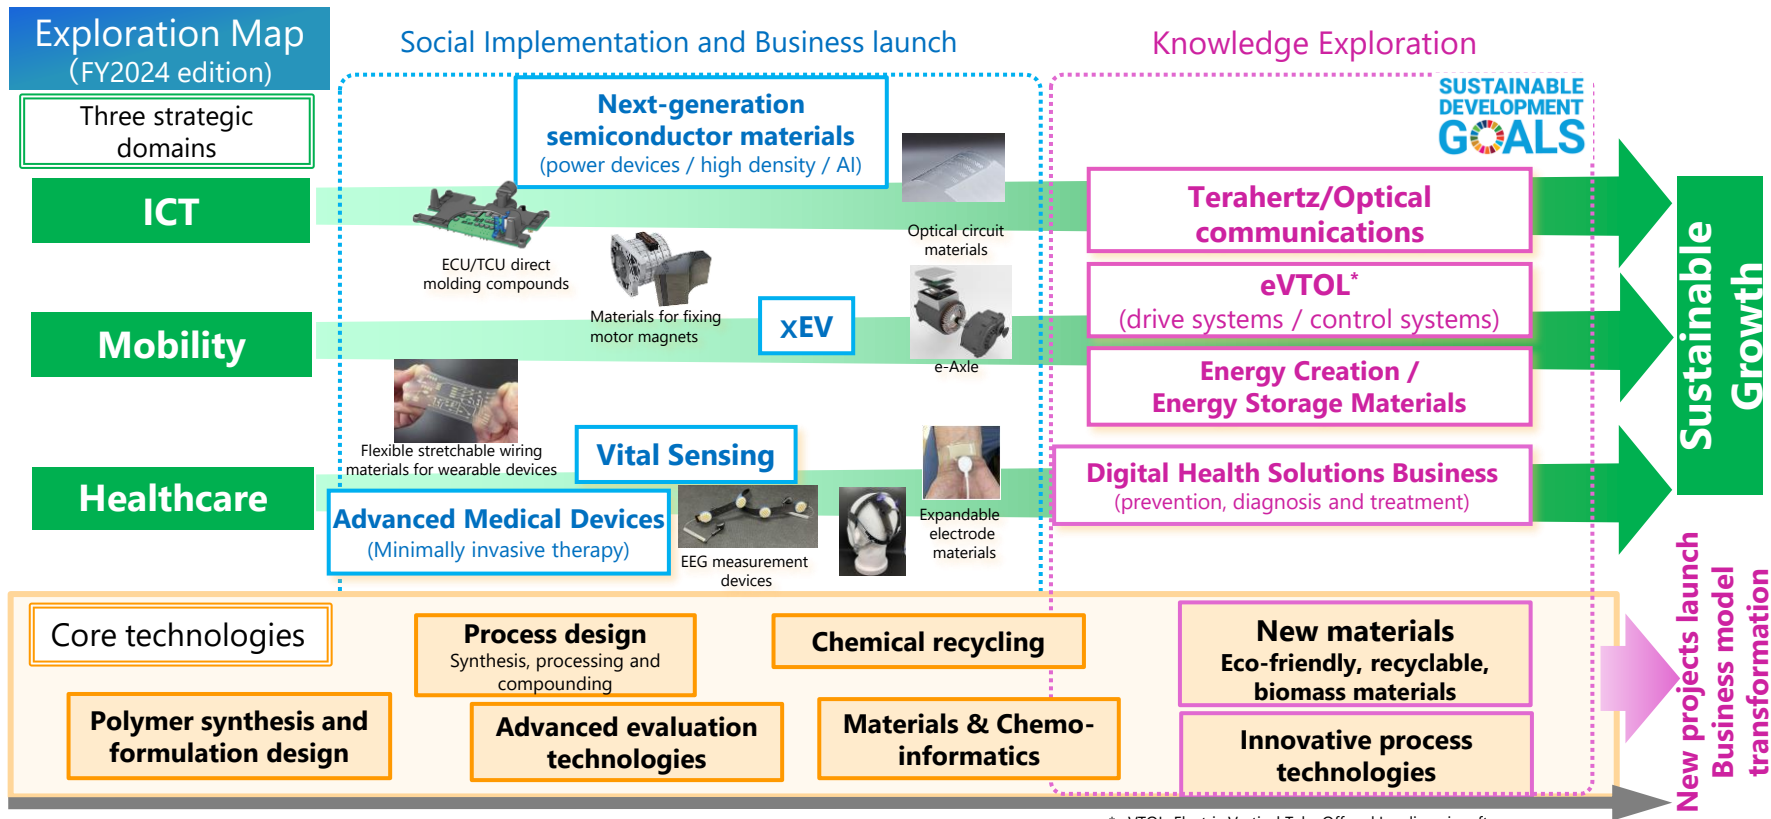 Exploration Map
(FY2024 edition)
Social Implementation and Business launch
Knowledge Exploration
SUSTAINABLE
DEVELOPMENT
GOALS
Three strategic
domains
Next-generation
semiconductor materials
(power devices / high density / AI)
ICT
Terahertz/Optical
communications
Optical circuit
materials
ECU/TCU direct
molding compounds
eVTOL*
(drive systems / control systems)
Materials for fixing
motor magnets
xEV
Mobility
e-Axle
Energy Creation /
Energy Storage Materials
Sustainable
Growth
Flexible stretchable wiring
materials for wearable devices
Vital Sensing
Healthcare
Digital Health Solutions Business
(prevention, diagnosis and treatment)
Advanced Medical Devices
(Minimally invasive therapy)
EEG measurement
devices
Expandable
electrode
materials
Core technologies
Process design
Synthesis, processing and
compounding
Chemical recycling
New materials
Eco-friendly, recyclable,
biomass materials
Polymer synthesis and
formulation design
Advanced evaluation
technologies
Materials & Chemo-
informatics
Innovative process
technologies
New projects launch
Business model
transformation